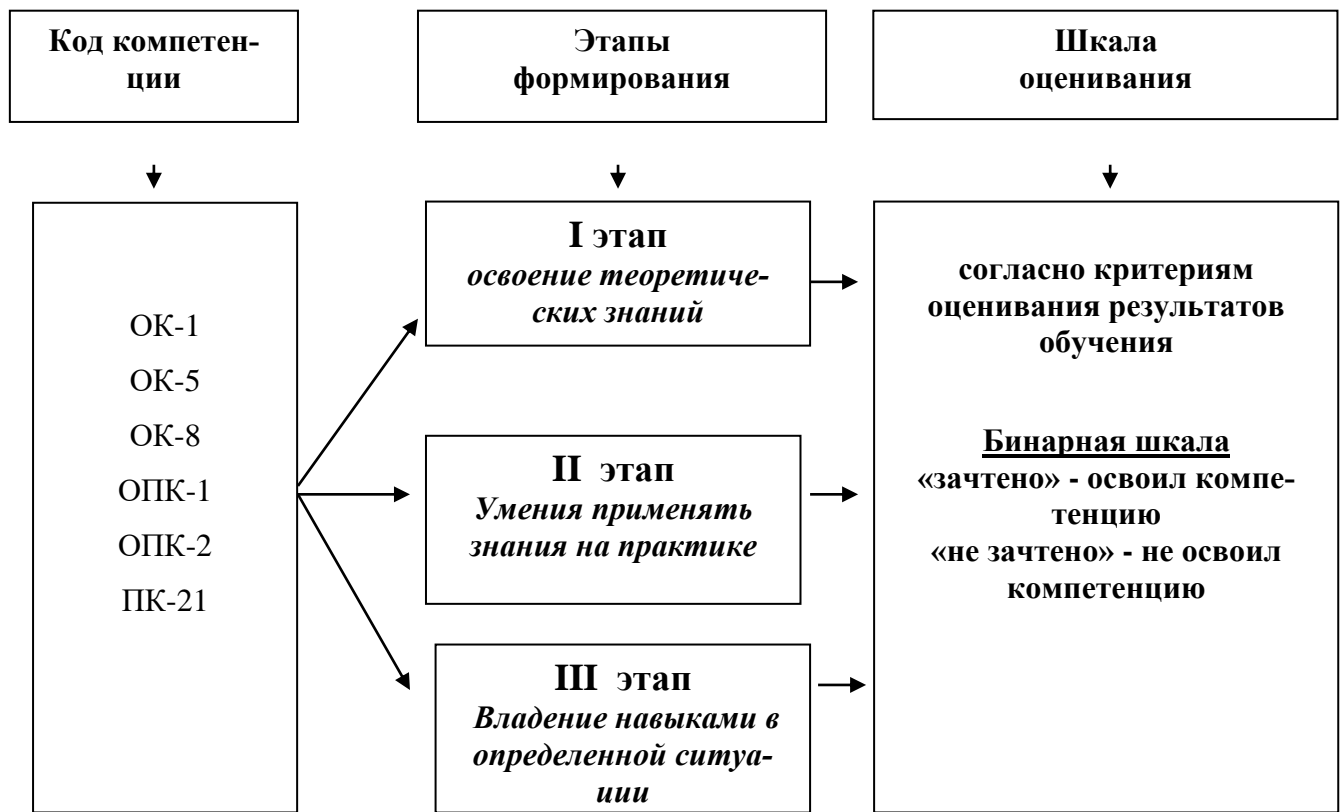 Код компетен-
ции
Этапы
формирования
Шкала
оценивания
ОК-1
ОК-5
ОК-8
ОПК-1
ОПК-2
ПК-21
I этап
освоение теоретиче-
ских знаний
II этап
Умения применять
знания на практике
III этап
Владение навыками в
определенной ситуа-
ции
согласно критериям
оценивания результатов
обучения
Бинарная шкала
«зачтено» - освоил компе-
тенцию
«не зачтено» - не освоил
компетенцию